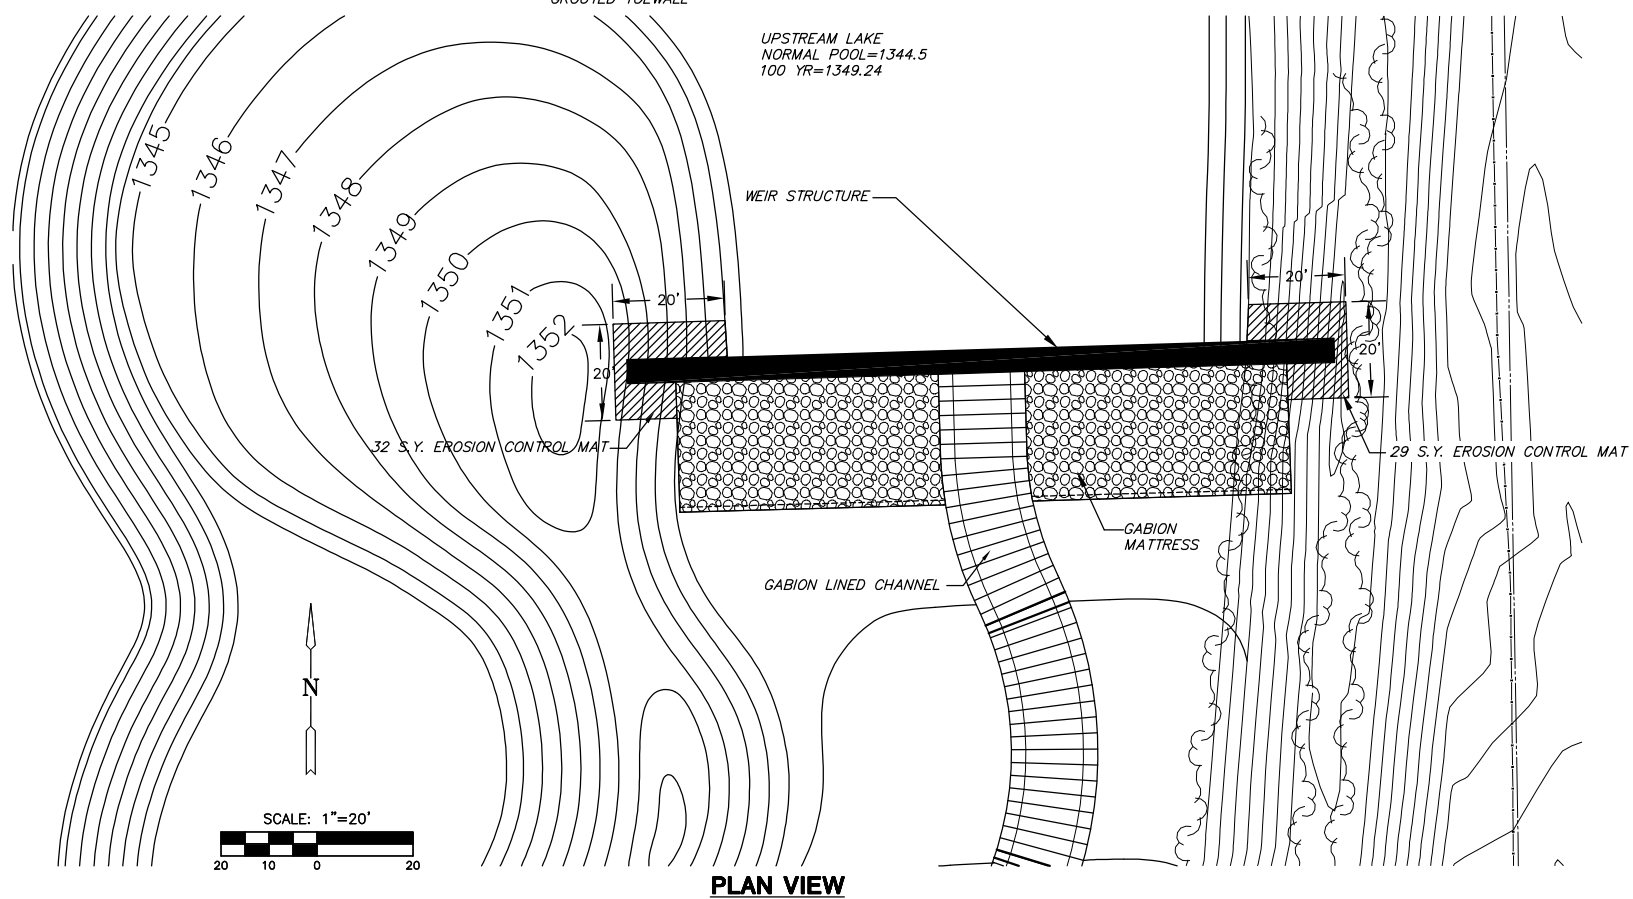 GROUTED TOEWALL
UPSTREAM LAKE
NORMAL POOL=1344.5
100 YR=1349.24
1345
1346
1347
1348
1349
1350
1351
1352
WEIR STRUCTURE
20'
20'
20'
20'
32 S.Y. EROSION CONTROL MAT
29 S.Y. EROSION CONTROL MAT
GABION
MATTRESS
GABION LINED CHANNEL
N
SCALE: 1"=20'
20 10 0 20
PLAN VIEW